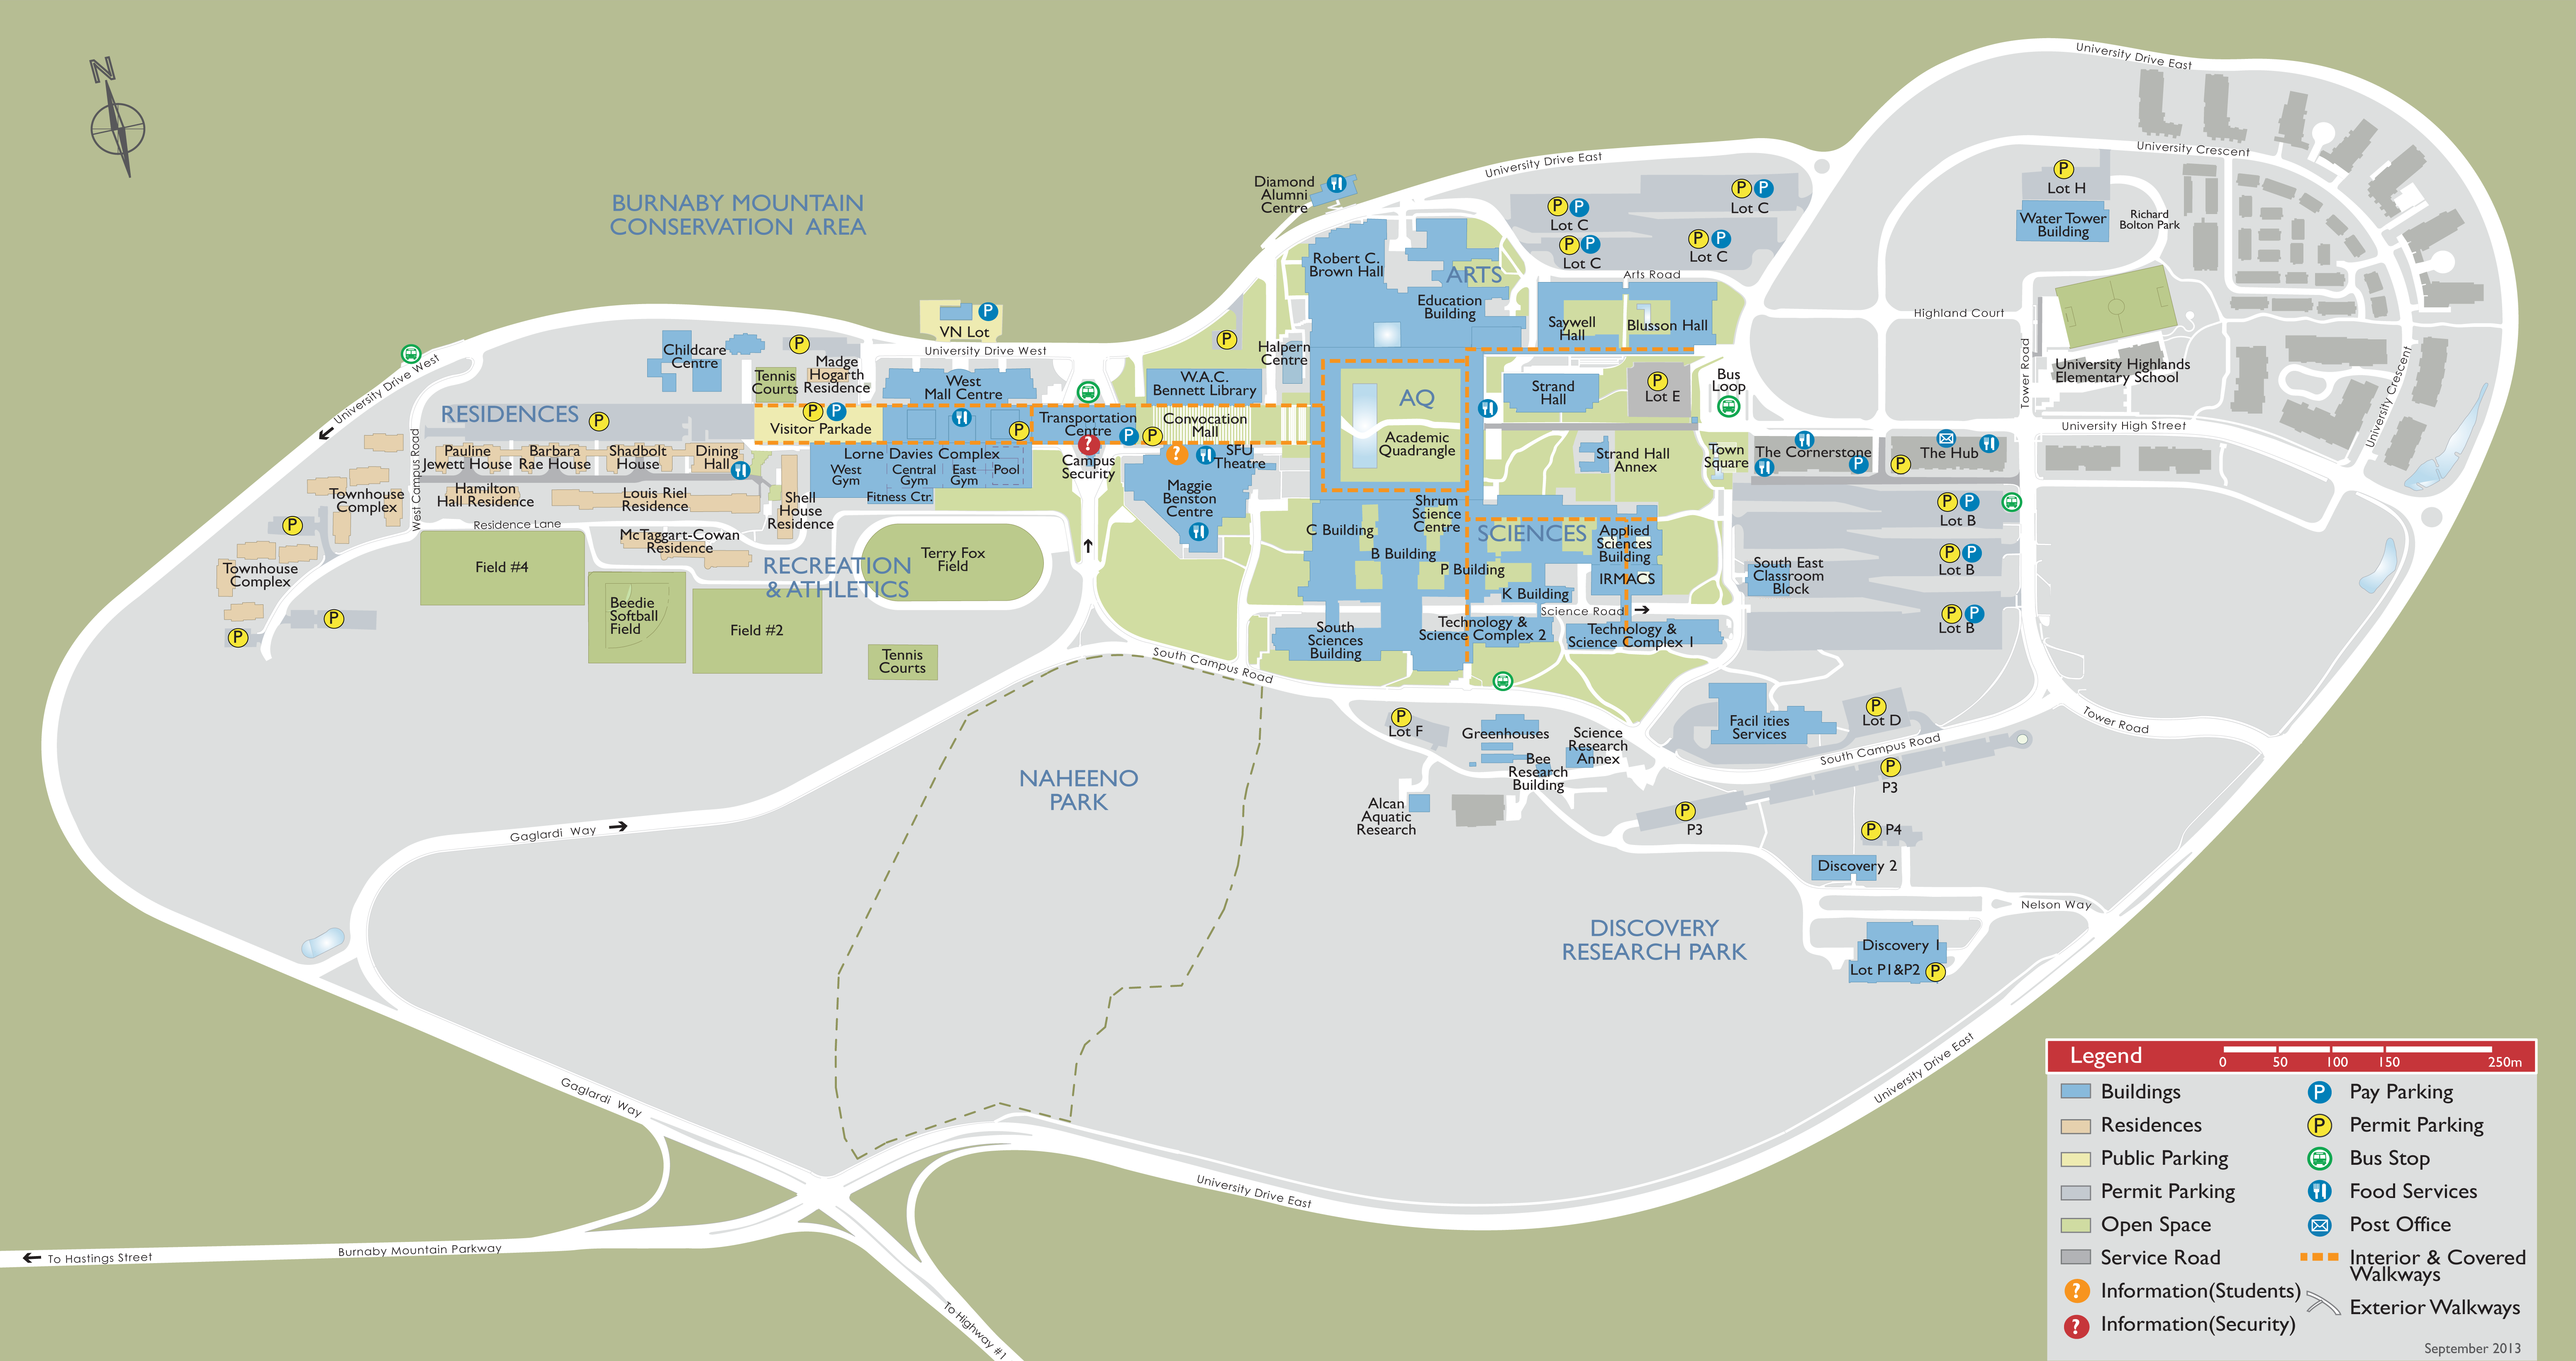 N
BURNABY MOUNTAIN
CONSERVATION AREA
University Drive East
University Crescent
University Drive East
Diamond
Alumni
Centre
P
Lot H
Water Tower
Building
Richard
Bolton Park
P P
Lot C
P P
Lot C
P P
Lot C
P P
Lot C
Arts Road
Robert C.
Brown Hall
ARTS
Education
Building
Saywell
Hall
Blusson Hall
Highland Court
Tower Road
University Highlands
Elementary School
University Crescent
University High Street
P
VN Lot
University Drive West
University Drive West
Childcare
Centre
P
Madge
Hogarth
Residence
Tennis
Courts
West
Mall Centre
P
Halpern
Centre
W.A.C.
Bennett Library
AQ
Academic
Quadrangle
Strand
Hall
P
Lot E
Bus
Loop
RESIDENCES
P
P P
Visitor Parkade
P
Transportation
Centre
?
P P
Convocation
Mall
Campus
Security
?
SFU
Theatre
Maggie
Benston
Centre
Lorne Davies Complex
West
Gym
Central
Gym
East
Gym
Pool
Fitness Ctr.
Pauline
Jewett House
Barbara
Rae House
Shadbolt
House
Dining
Hall
Hamilton
Hall Residence
Louis Riel
Residence
Shell
House
Residence
West Campus Road
Townhouse
Complex
P
Residence Lane
McTaggart-Cowan
Residence
Townhouse
Complex
P
P
Field #4
Beedie
Softball
Field
Field #2
RECREATION
& ATHLETICS
Terry Fox
Field
Tennis
Courts
Strand Hall
Annex
Town
Square
The Cornerstone
P
P
The Hub
P P
Lot B
P P
Lot B
P P
Lot B
South East
Classroom
Block
Shrum
Science
Centre
C Building
B Building
P Building
SCIENCES
Applied
Sciences
Building
IRMACS
K Building
Science Road
South
Sciences
Building
Technology &
Science Complex 2
Technology &
Science Complex 1
South Campus Road
P
Lot F
Greenhouses
Bee
Research
Building
Science
Research
Annex
Alcan
Aquatic
Research
Facil ities
Services
P
Lot D
South Campus Road
Tower Road
P
P3
P
P3
P P4
Discovery 2
Nelson Way
Discovery 1
Lot P1&P2 P
NAHEENO
PARK
DISCOVERY
RESEARCH PARK
Gaglardi Way
Gaglardi Way
University Drive East
University Drive East
To Hastings Street
Burnaby Mountain Parkway
To Highway #1
Legend
0 50 100 150 250m
Buildings
Residences
Public Parking
Permit Parking
Open Space
Service Road
? Information(Students)
? Information(Security)
P Pay Parking
P Permit Parking
Bus Stop
Food Services
Post Office
Interior & Covered
Walkways
Exterior Walkways
September 2013